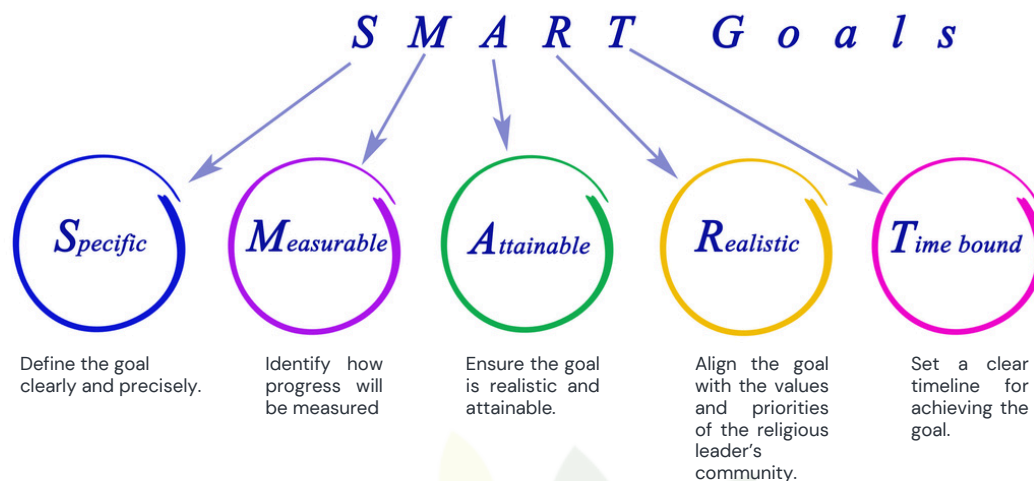 SMART Goals
Specific
Measurable
Attainable
Realistic
Time bound
Define the goal
clearly and precisely.
Identify how
progress will
be measured
Ensure the goal
is realistic and
attainable.
Align the goal
with the values
and priorities
of the religious
leader's
community.
Set a clear
timeline for
achieving the
goal.